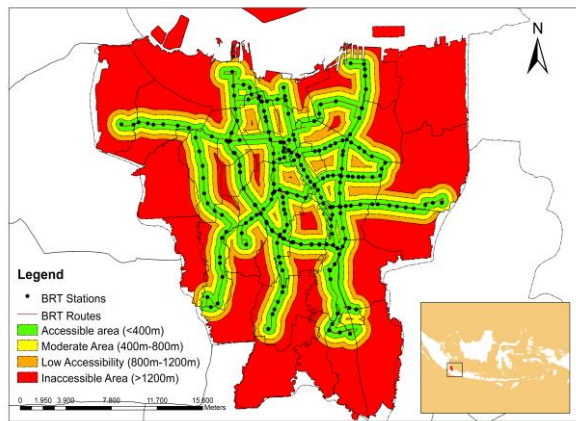 N
Legend
BRT Stations
BRT Routes
Accessible area (<400m)
Moderate Area (400m-800m)
Low Accessibility (800m-1200m)
Inaccessible Area (>1200m)
0 1.950 3.900 7.800 11.700 15.600
Meters